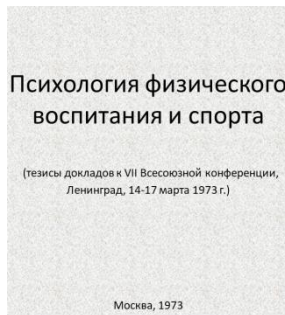 Психология физического
воспитания и спорта
(тезисы докладов к VII Всесоюзной конференции,
Ленинград, 14-17 марта 1973 г.)
Москва, 1973